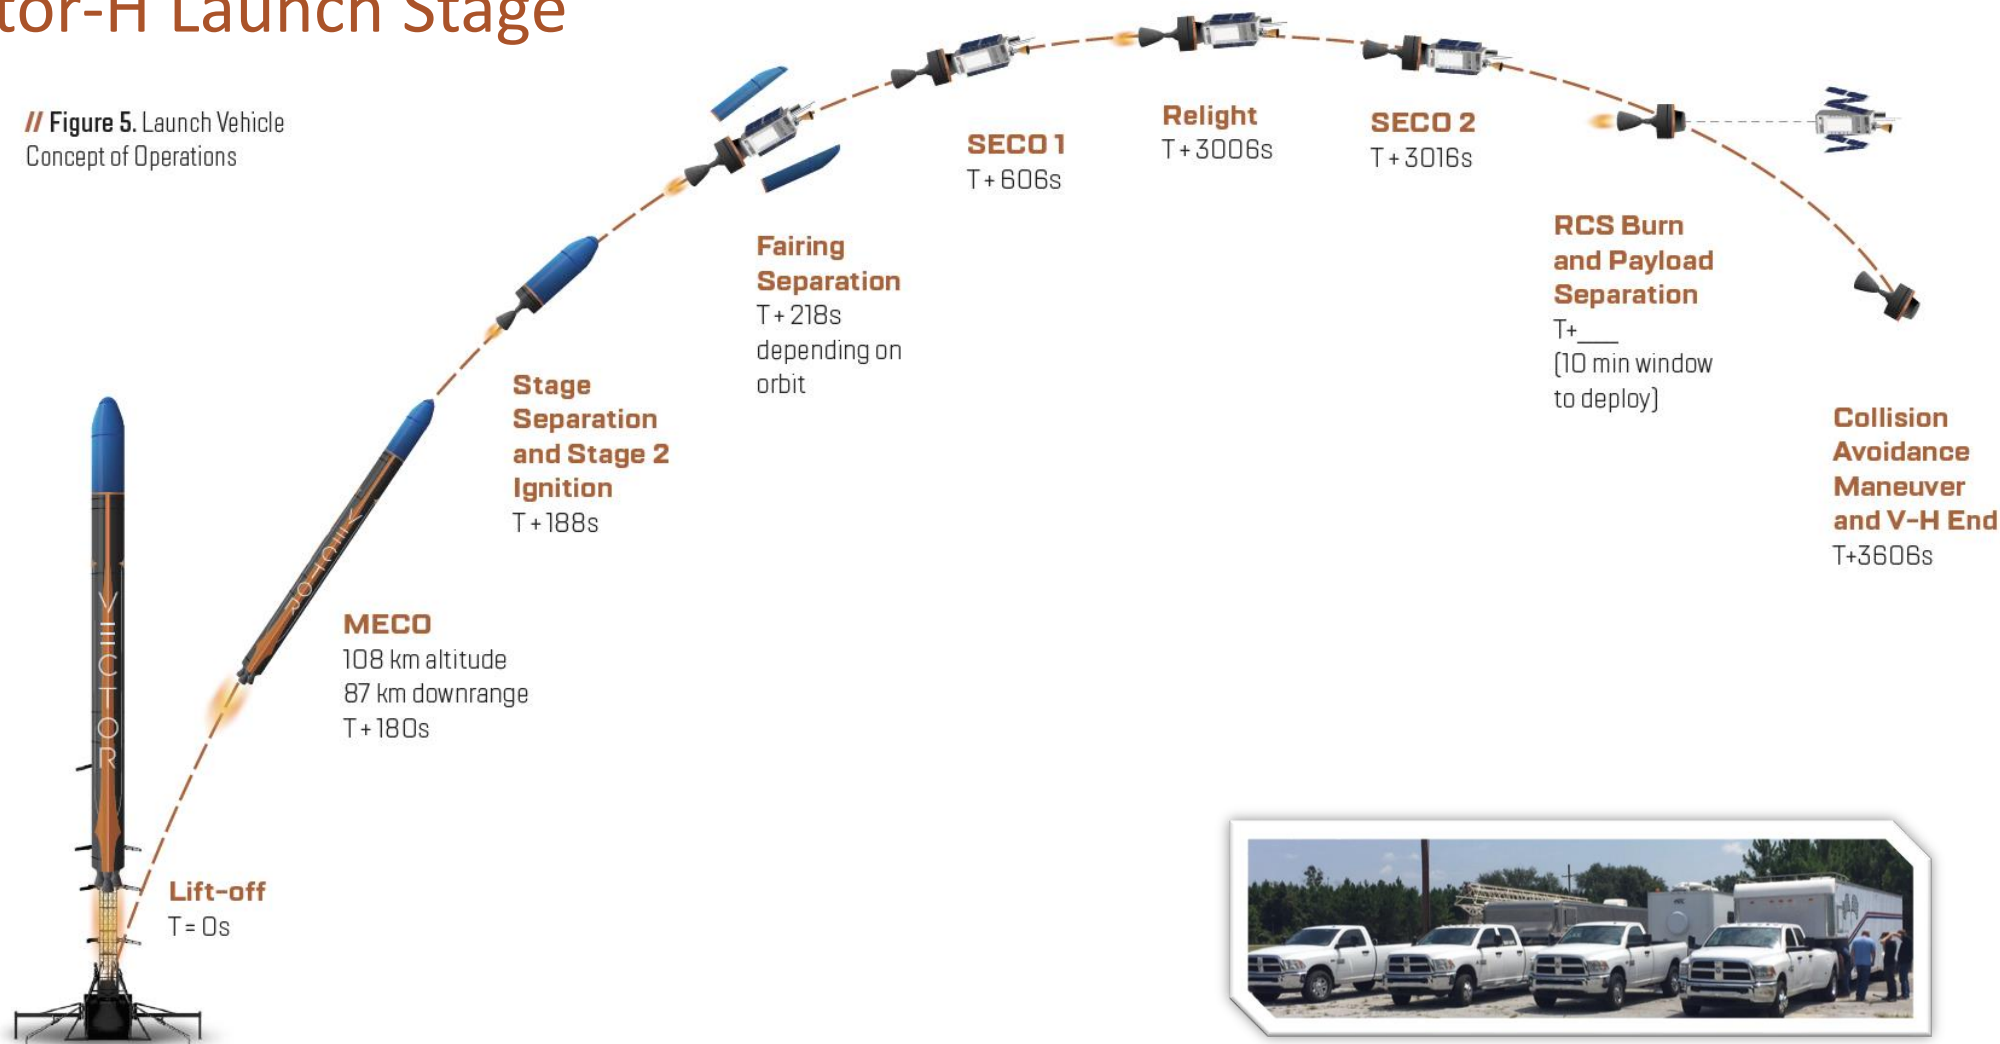 tor-H Launch Stage
// Figure 5. Launch Vehicle
Concept of Operations
Lift-off
T = 0s
MECO
108 km altitude
87 km downrange
T + 180s
Stage
Separation
and Stage 2
Ignition
T + 188s
Fairing
Separation
T + 218s
depending on
orbit
SECO 1
T + 606s
Relight
T + 3006s
SECO 2
T + 3016s
RCS Burn
and Payload
Separation
T+___
(10 min window
to deploy)
Collision
Avoidance
Maneuver
and V-H End
T+3606s
VECTOR
VECTOR